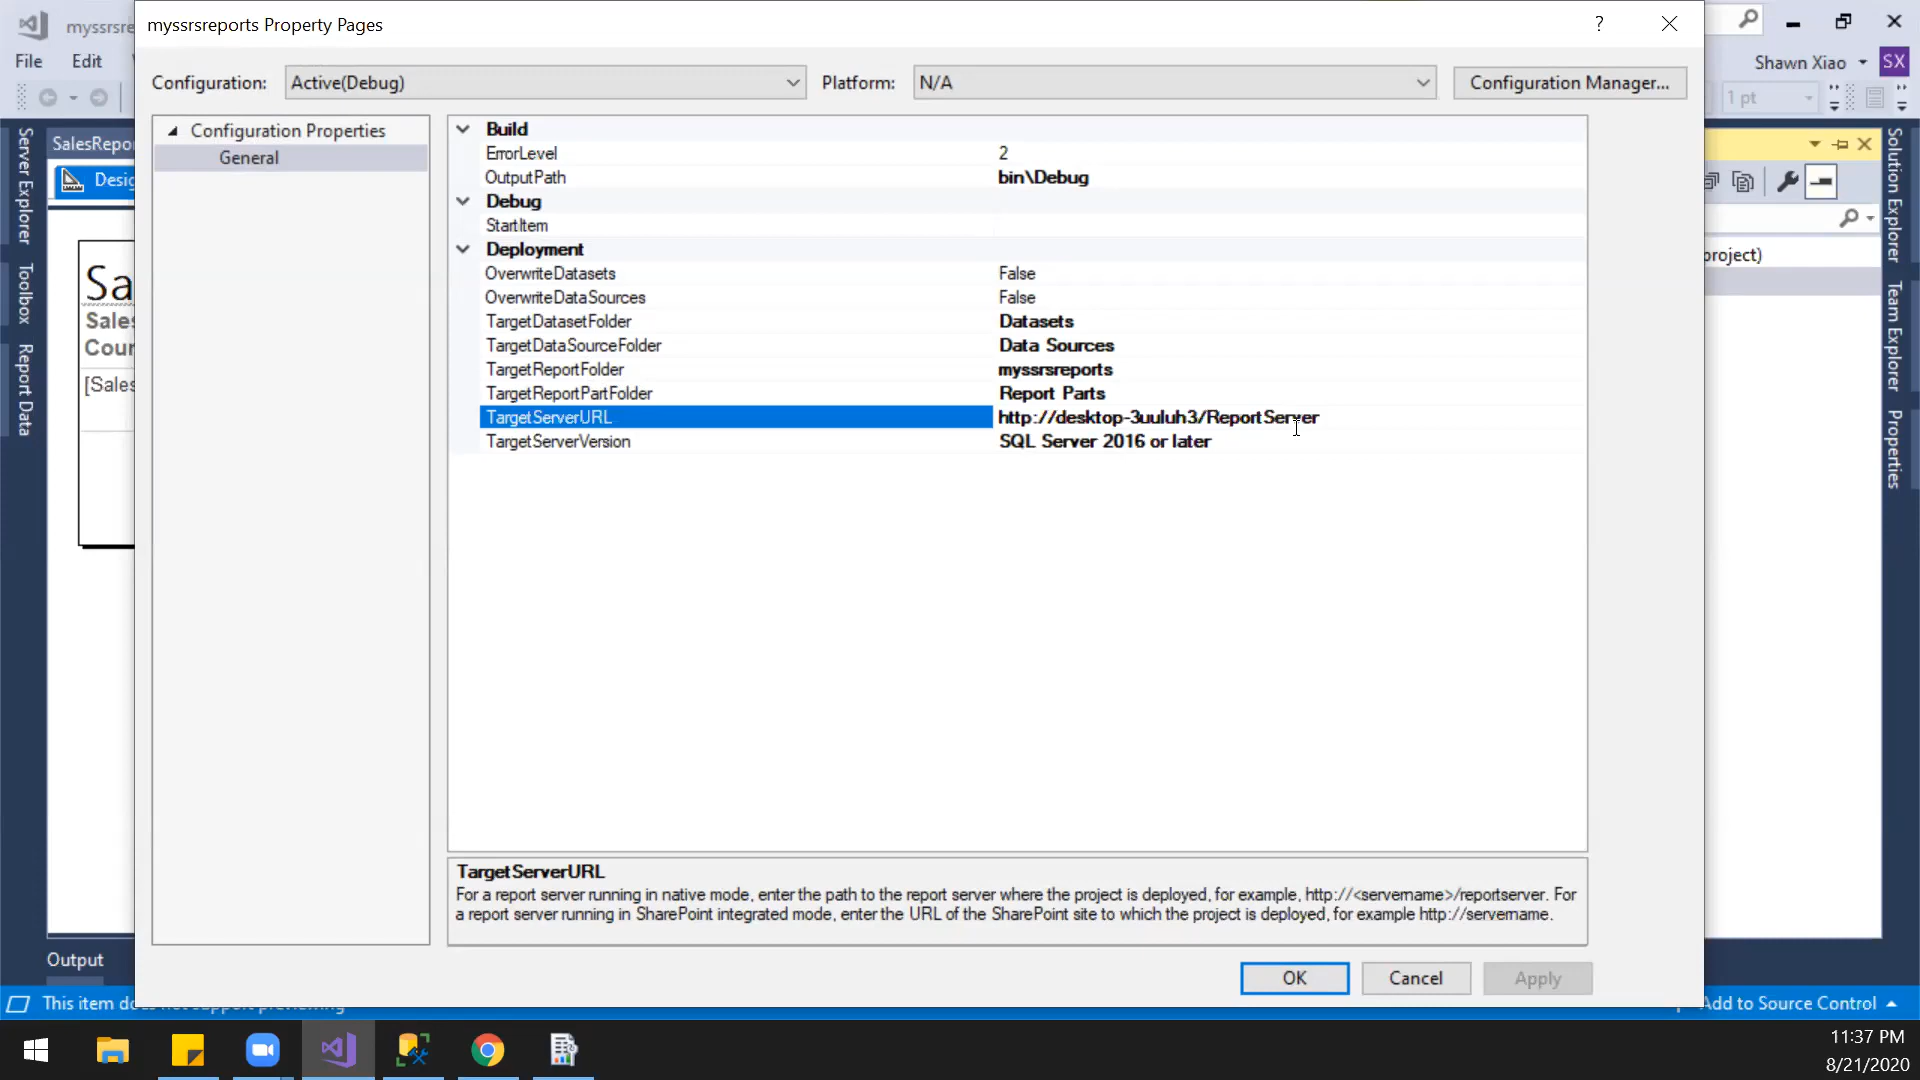 myssrsre
myssrsreports Property Pages
File Edit
Shawn Xiao SX
Configuration: Active(Debug) Platform: N/A Configuration Manager...
1 pt
Configuration Properties
General
Build
ErrorLevel 2
OutputPath bin\Debug
Debug
StartItem
Deployment
OverwriteDatasets False
OverwriteDataSources False
TargetDatasetFolder Datasets
TargetDataSourceFolder Data Sources
TargetReportFolder myssrsreports
TargetReportPartFolder Report Parts
TargetServerURL http://desktop-3uuluh3/ReportServer
TargetServerVersion SQL Server 2016 or later
TargetServerURL
For a report server running in native mode, enter the path to the report server where the project is deployed, for example, http://<servername>/reportserver. For
a report server running in SharePoint integrated mode, enter the URL of the SharePoint site to which the project is deployed, for example http://servername.
OK Cancel Apply
Server Explorer
Toolbox
Report Data
SalesRepo
Desig
Sa
Sales
Cour
[Sales
project)
Solution Explorer
Team Explorer
Properties
Output
This item do
Add to Source Control
11:37 PM
8/21/2020